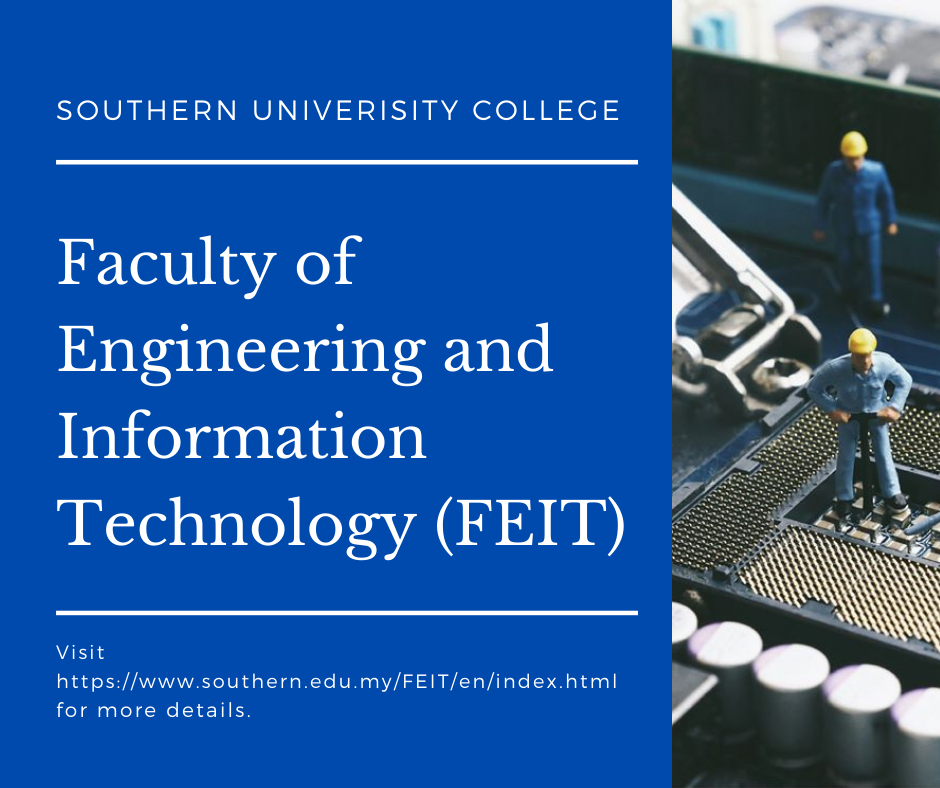 SOUTHERN UNIVERISITY COLLEGE
Faculty of
Engineering and
Information
Technology (FEIT)
Visit
https://www.southern.edu.my/FEIT/en/index.html
for more details.